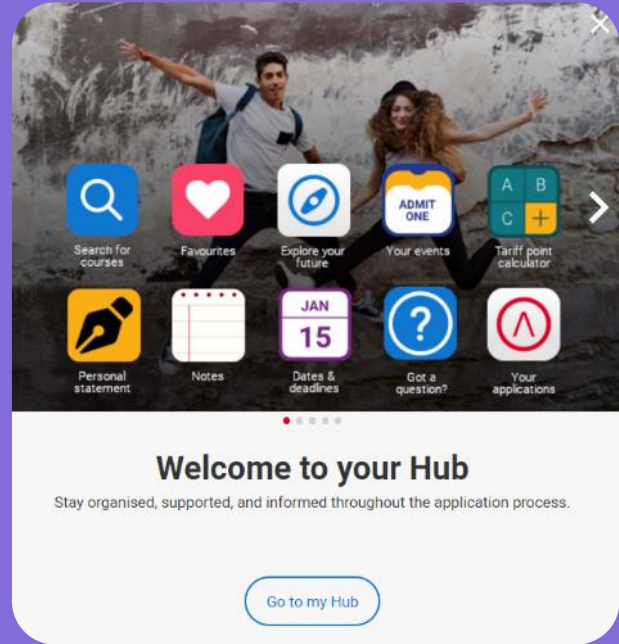 A B
C +
ADMIT
ONE
Search for
courses
Favourites
Explore your
future
Your events
Tariff point
calculator
JAN
15
?
Personal
statement
Notes
Dates &
deadlines
Got a
question?
Your
applications
Welcome to your Hub
Stay organised, supported, and informed throughout the application process.
Go to my Hub